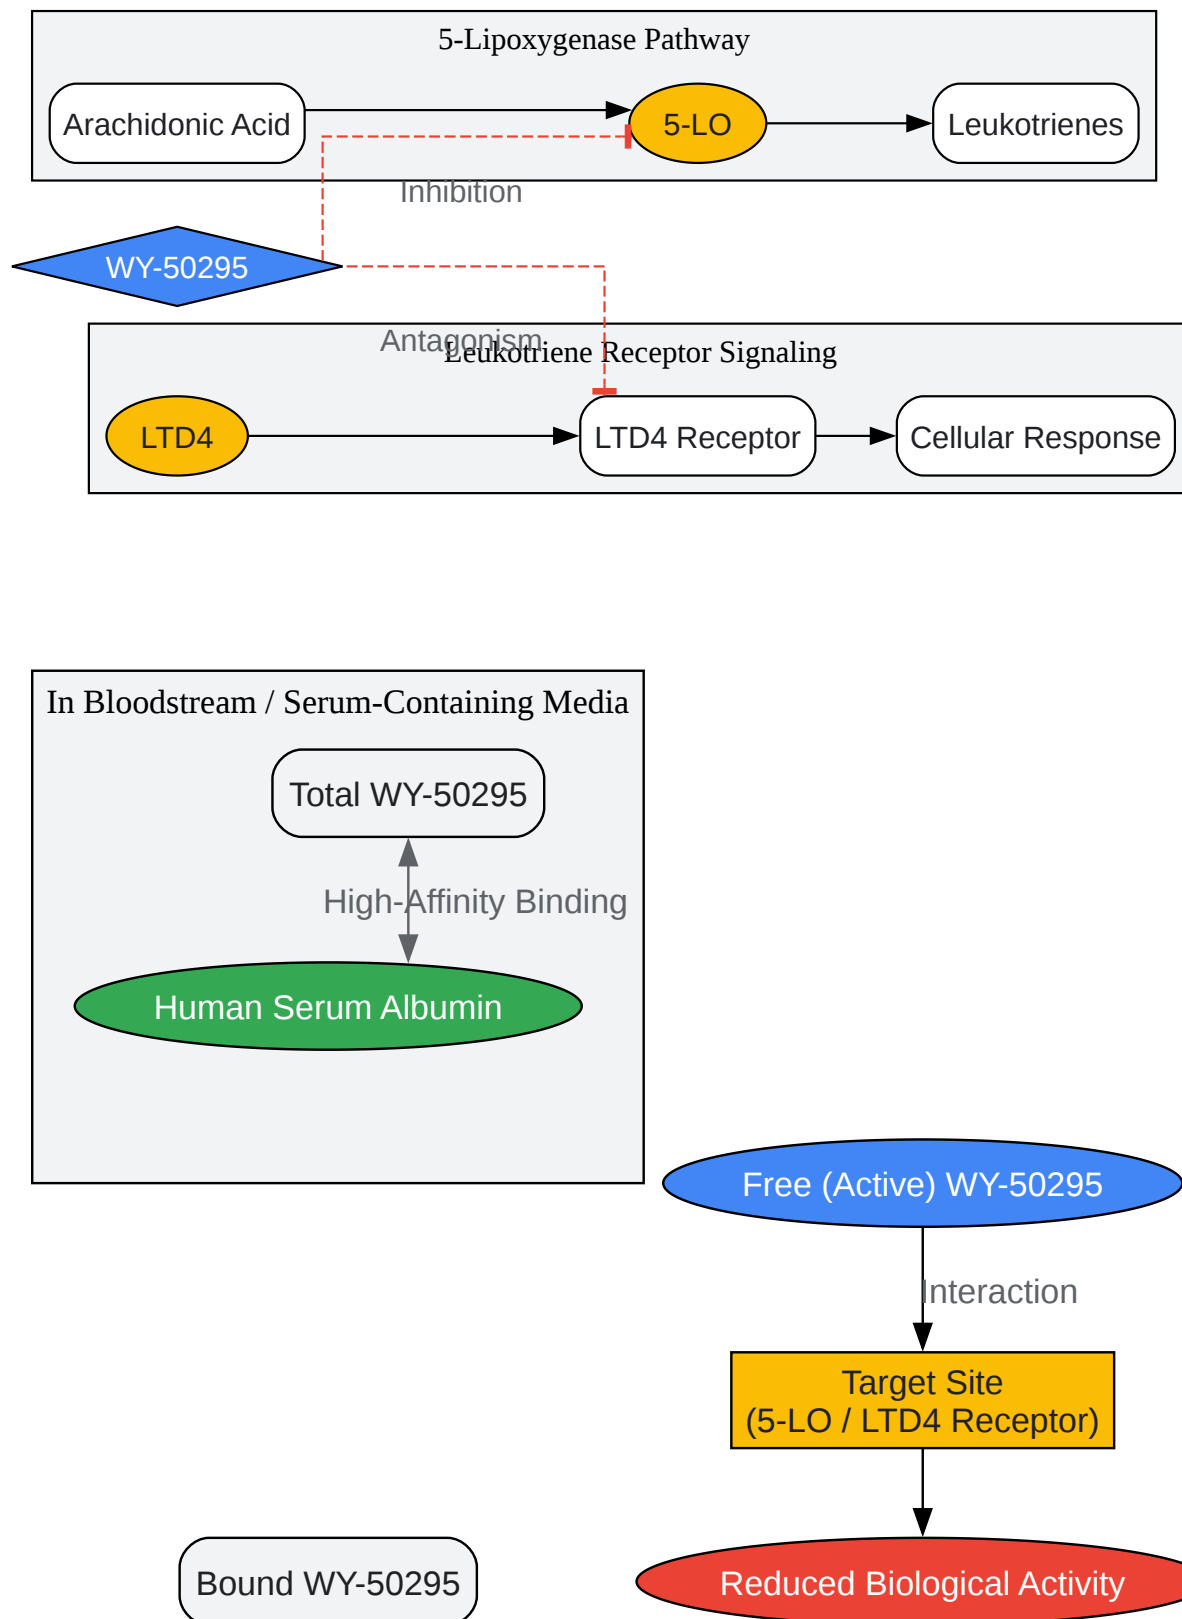 5-Lipoxygenase Pathway
Arachidonic Acid
5-LO
Leukotrienes
Inhibition
WY-50295
Antagonism
Leukotriene Receptor Signaling
LTD4
LTD4 Receptor
Cellular Response
In Bloodstream / Serum-Containing Media
Total WY-50295
High-Affinity Binding
Human Serum Albumin
Free (Active) WY-50295
Interaction
Target Site
(5-LO / LTD4 Receptor)
Bound WY-50295
Reduced Biological Activity